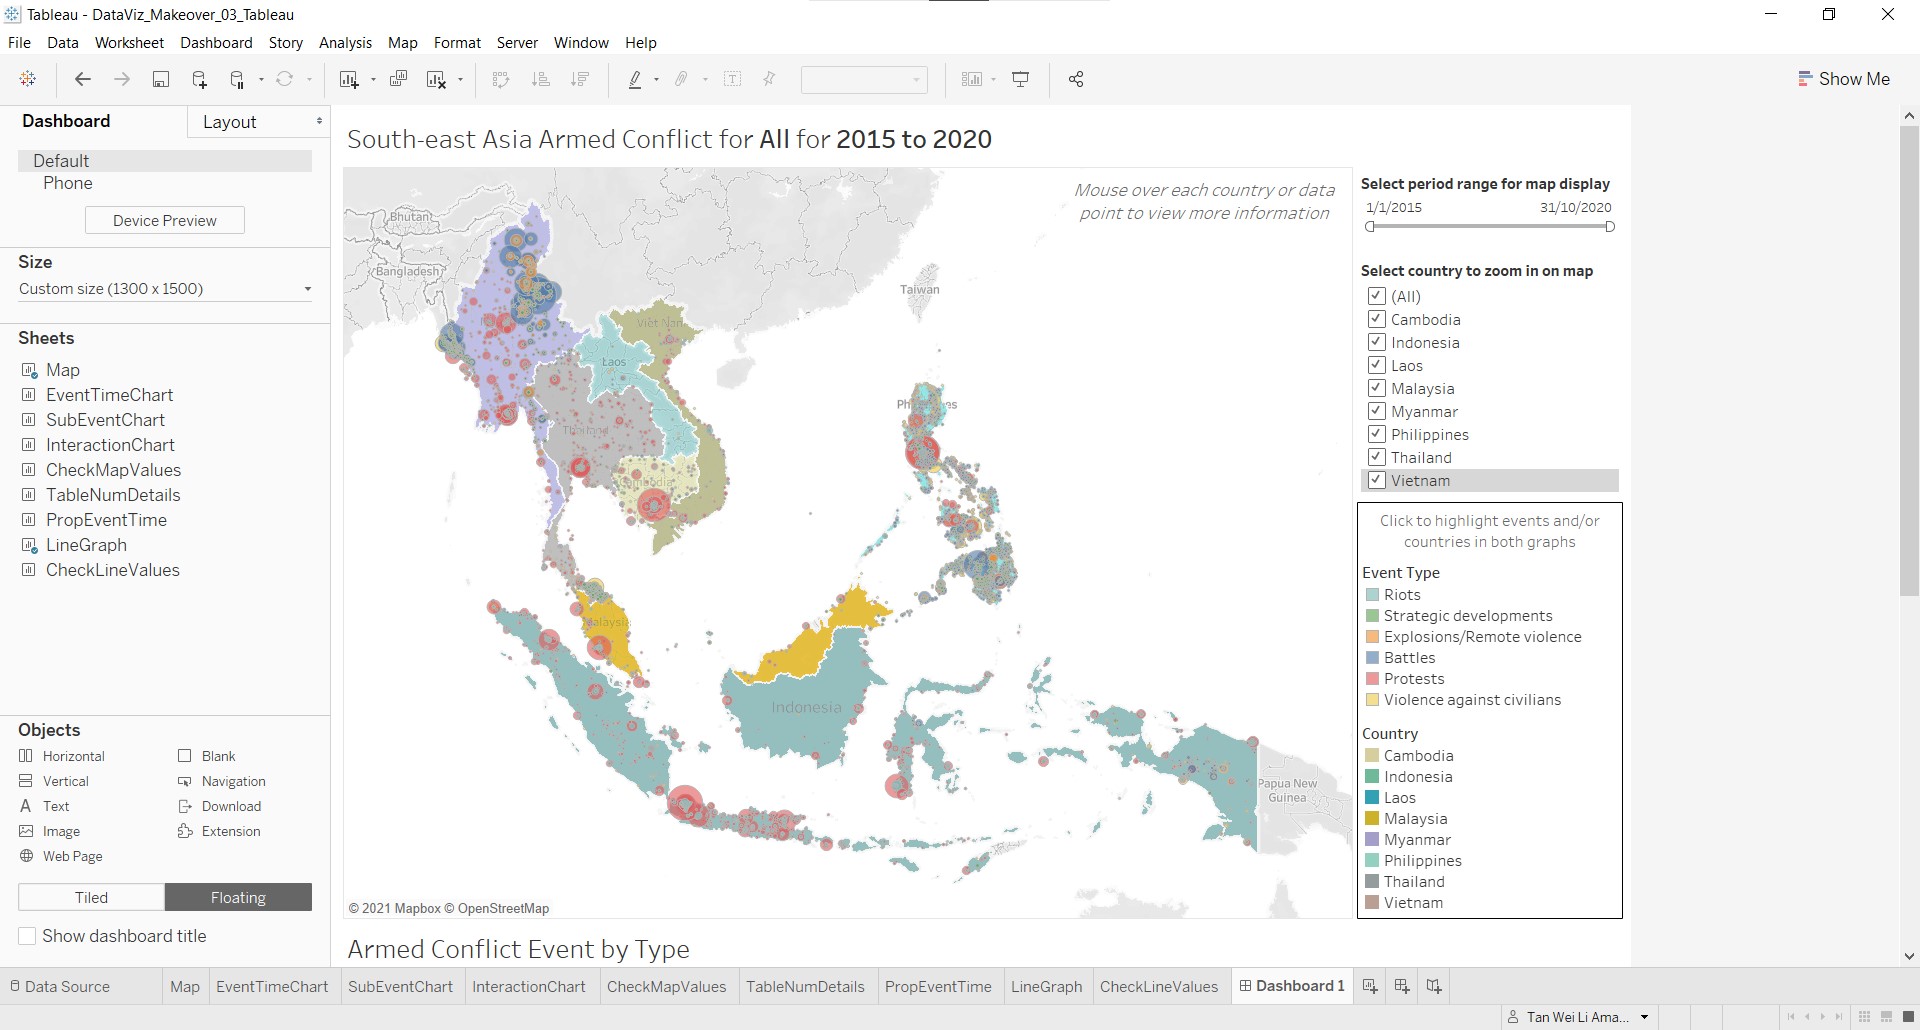 Tableau - DataViz_Makeover_03_Tableau
File Data Worksheet Dashboard Story Analysis Map Format Server Window Help
Show Me
Dashboard
Layout
Default
Phone
Device Preview
Size
Custom size (1300 x 1500)
Sheets
Map
EventTimeChart
SubEventChart
InteractionChart
CheckMapValues
TableNumDetails
PropEventTime
LineGraph
CheckLineValues
Objects
Horizontal Blank
Vertical Navigation
A Text Download
Image Extension
Web Page
Tiled Floating
Show dashboard title
South-east Asia Armed Conflict for All for 2015 to 2020
Mouse over each country or data
point to view more information
Bhutan
Bangladesh
Taiwan
Viet Nam
Laos
Thailand
Cambodia
Philippines
Malaysia
Indonesia
Papua New
Guinea
© 2021 Mapbox © OpenStreetMap
Select period range for map display
1/1/2015 31/10/2020
Select country to zoom in on map
(All)
Cambodia
Indonesia
Laos
Malaysia
Myanmar
Philippines
Thailand
Vietnam
Click to highlight events and/or
countries in both graphs
Event Type
Riots
Strategic developments
Explosions/Remote violence
Battles
Protests
Violence against civilians
Country
Cambodia
Indonesia
Laos
Malaysia
Myanmar
Philippines
Thailand
Vietnam
Armed Conflict Event by Type
Data Source Map EventTimeChart SubEventChart InteractionChart CheckMapValues TableNumDetails PropEventTime LineGraph CheckLineValues Dashboard 1
Tan Wei Li Ama...